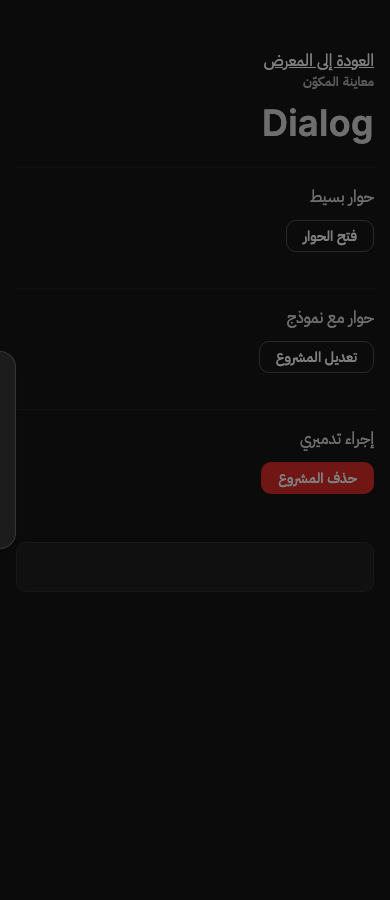 العودة إلى المعرض
معاينة المكوّن
Dialog
حوار بسيط
فتح الحوار
حوار مع نموذج
تعديل المشروع
إجراء تدميري
حذف المشروع